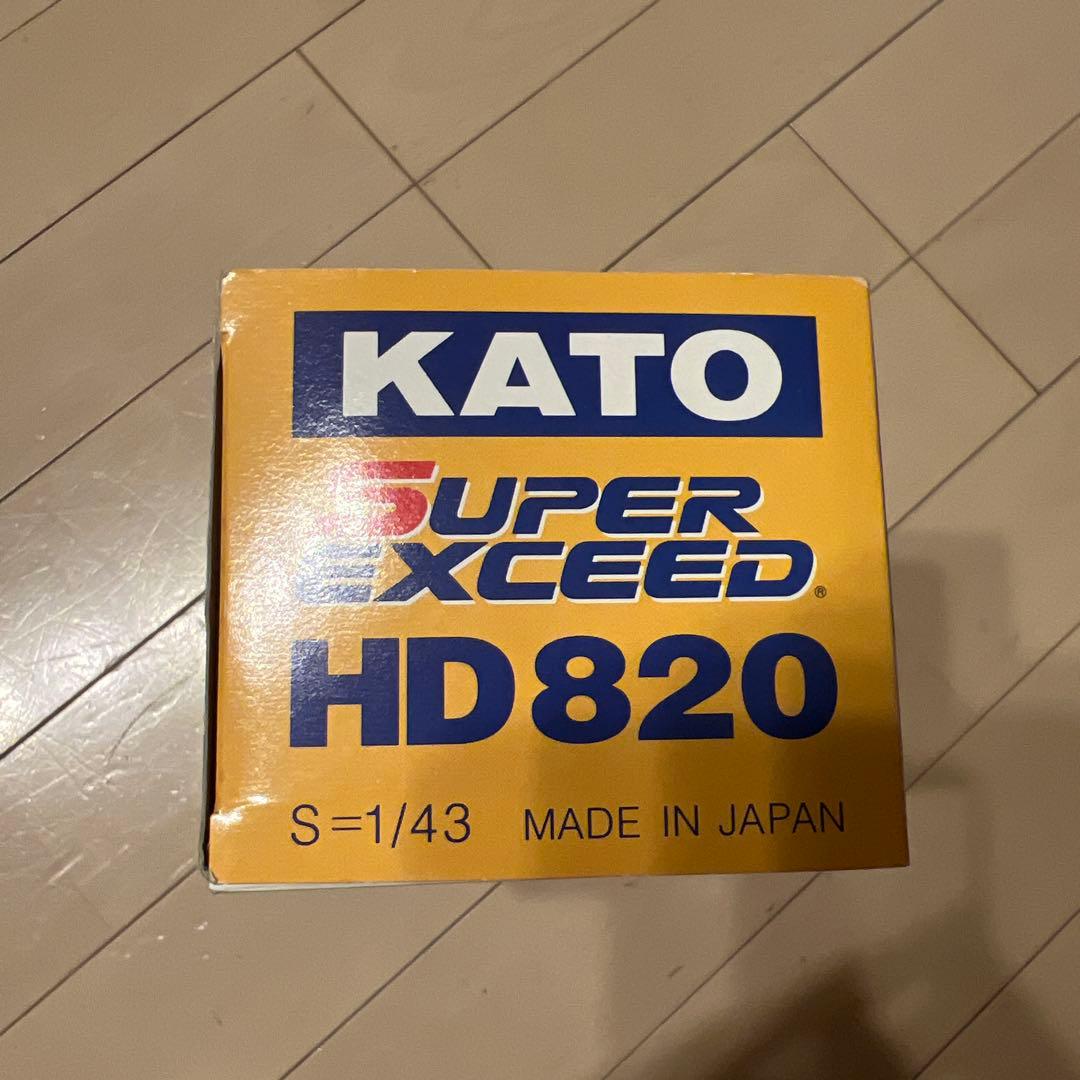 KATO
SUPER
EXCEED®
HD820
S=1/43 MADE IN JAPAN